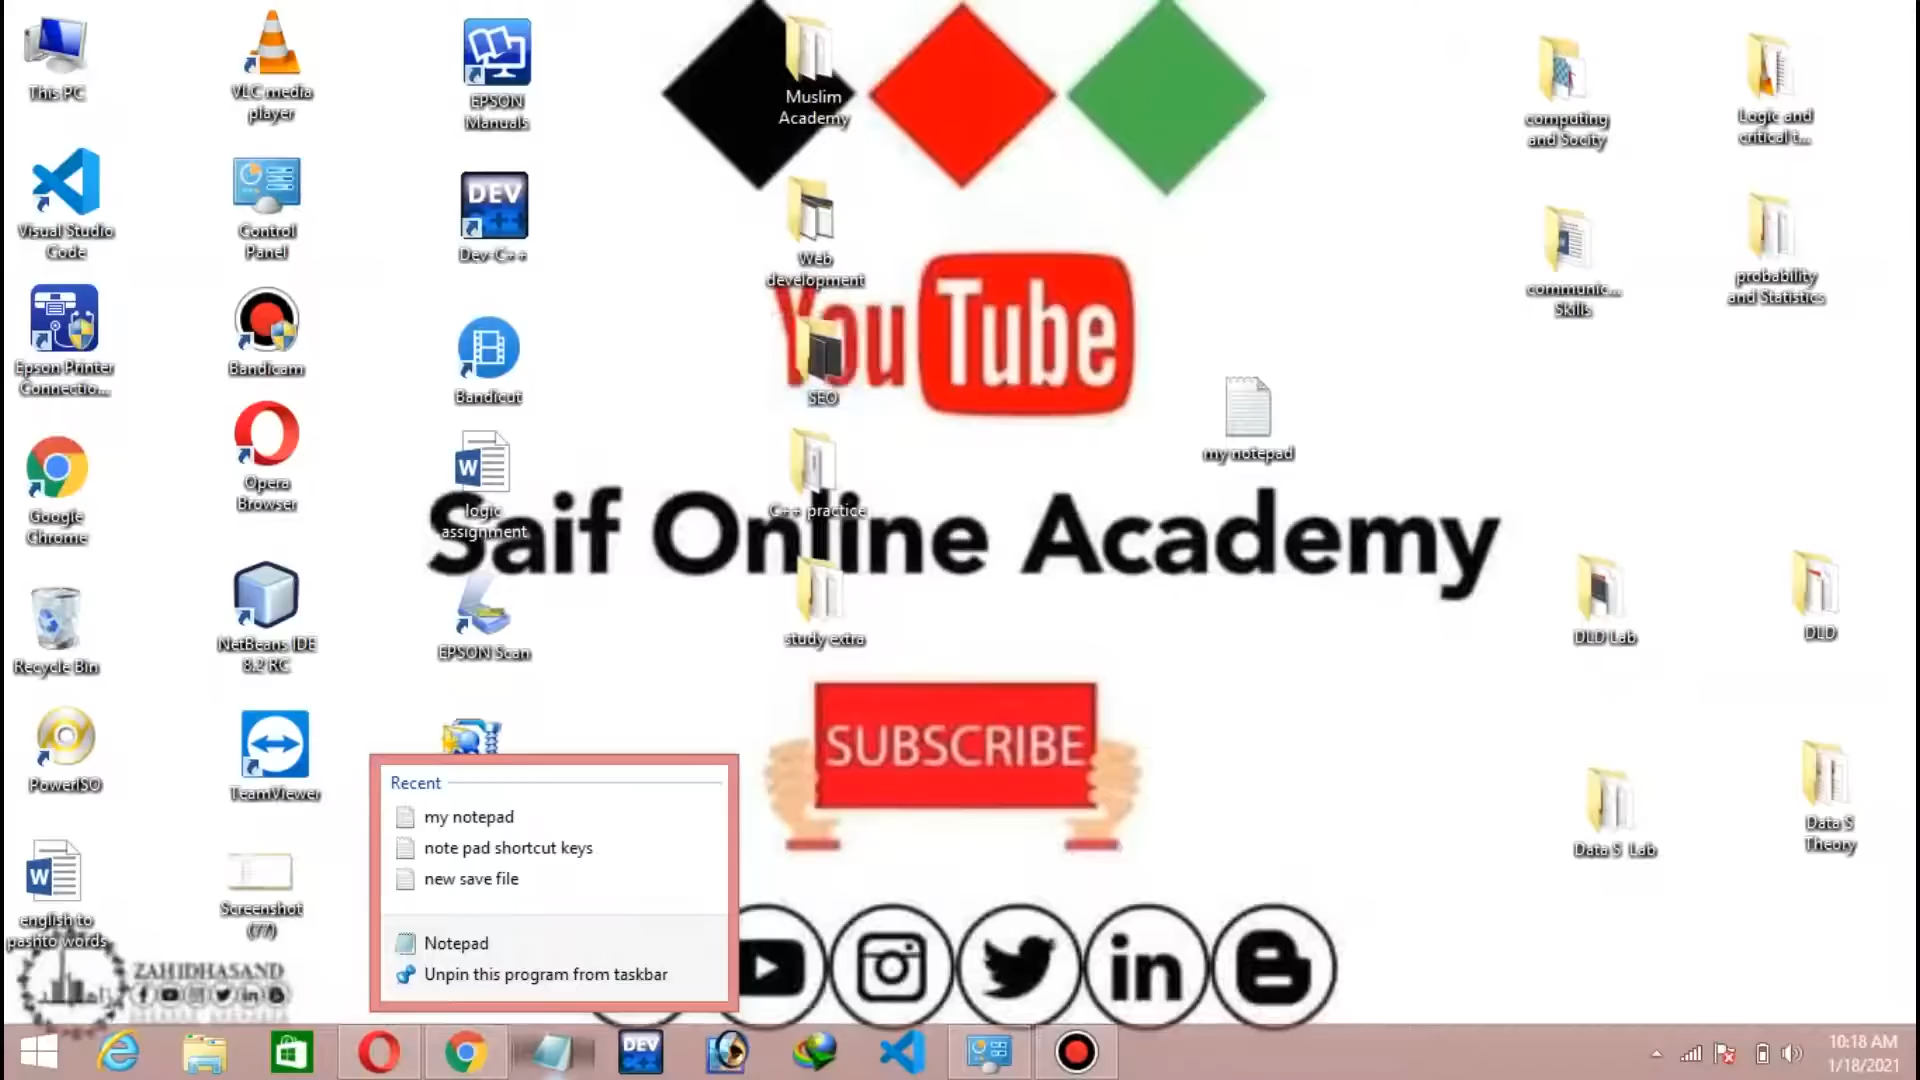 This PC
VLC media
player
EPSON
Manuals
Muslim
Academy
computing
and Socity
Logic and
critical t...
Visual Studio
Code
Control
Panel
DEV
C++
Dev-C++
Web
development
communic...
Skills
probability
and Statistics
Epson Printer
Connectio...
Bandicam
Bandicut
YouTube
SEO
my notepad
Google
Chrome
Opera
Browser
W
logic
assignment
C++ practice
Saif Online Academy
Recycle Bin
NetBeans IDE
8.2 RC
EPSON Scan
study extra
DLD Lab
DLD
PowerISO
TeamViewer
SUBSCRIBE
Data S Lab
Data S
Theory
W
english to
pashto words
Screenshot
(77)
Recent
my notepad
note pad shortcut keys
new save file
Notepad
Unpin this program from taskbar
in
ZAHIDHASAND
DEV
10:18 AM
1/18/2021